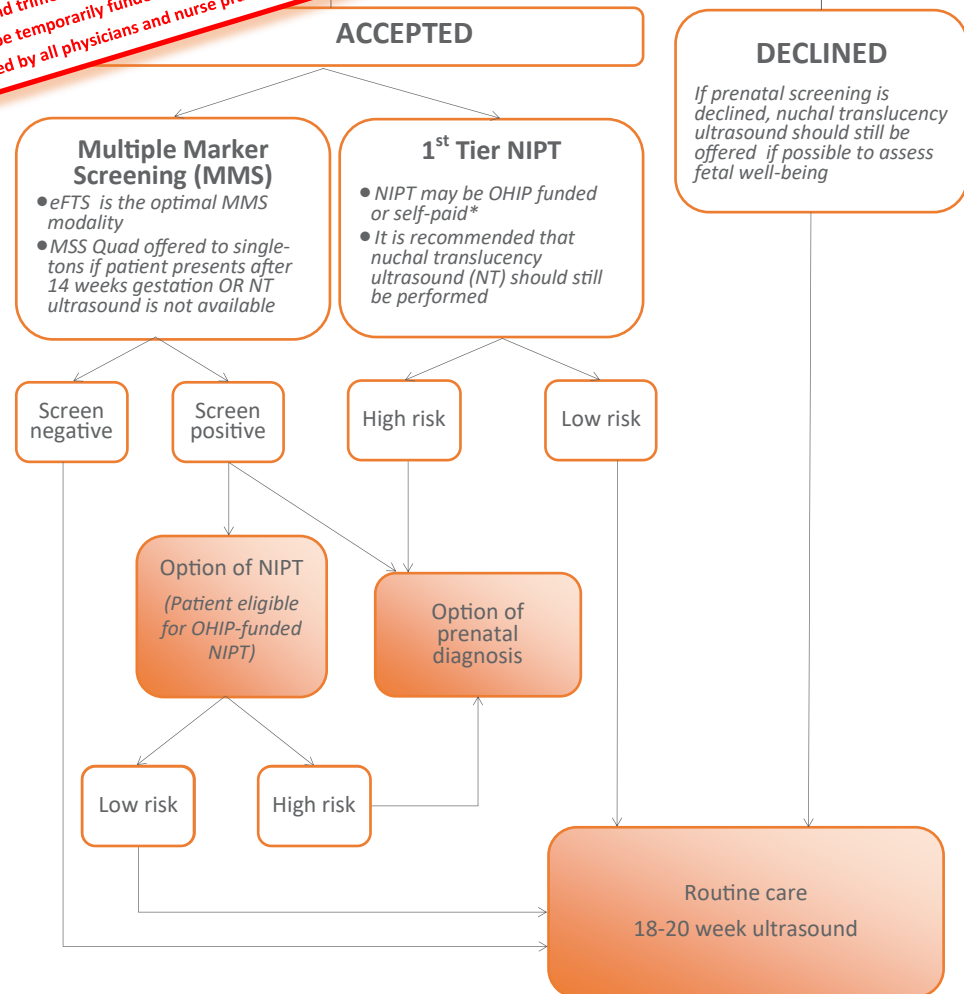 nd trime
be temporarily funde
ed by all physicians and nurse pra
ACCEPTED
DECLINED
If prenatal screening is
declined, nuchal translucency
ultrasound should still be
offered if possible to assess
fetal well-being
Multiple Marker
Screening (MMS)
●eFTS is the optimal MMS
modality
●MSS Quad offered to single-
tons if patient presents after
14 weeks gestation OR NT
ultrasound is not available
1st Tier NIPT
●NIPT may be OHIP funded
or self-paid*
●It is recommended that
nuchal translucency
ultrasound (NT) should still
be performed
Screen
negative
Screen
positive
High risk
Low risk
Option of NIPT
(Patient eligible
for OHIP-funded
NIPT)
Option of
prenatal
diagnosis
Low risk
High risk
Routine care
18-20 week ultrasound